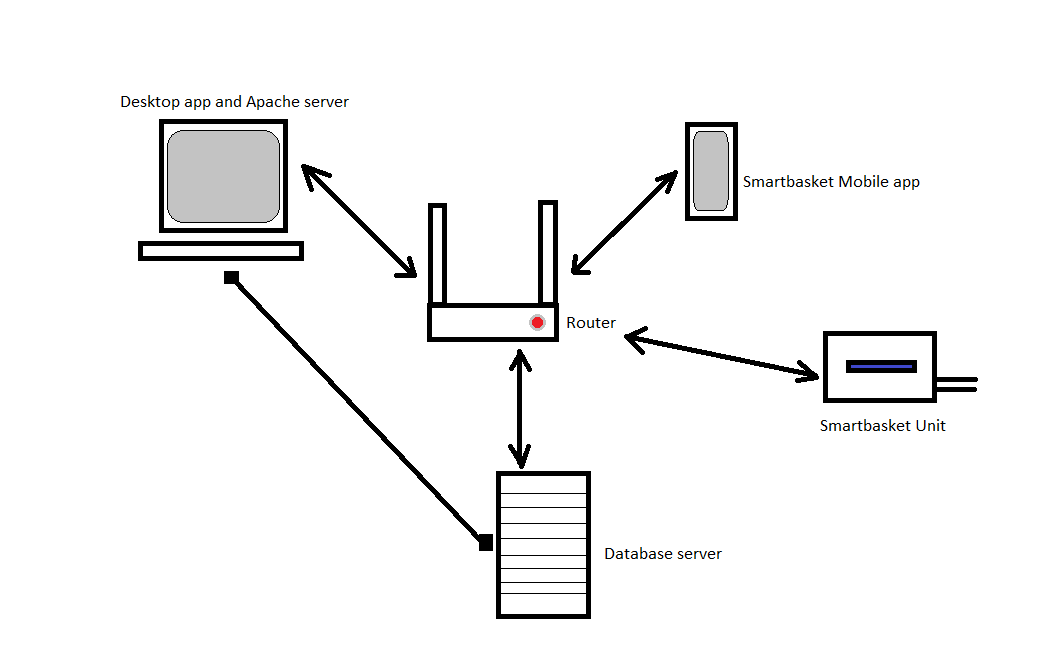 Desktop app and Apache server
Smartbasket Mobile app
Router
Smartbasket Unit
Database server